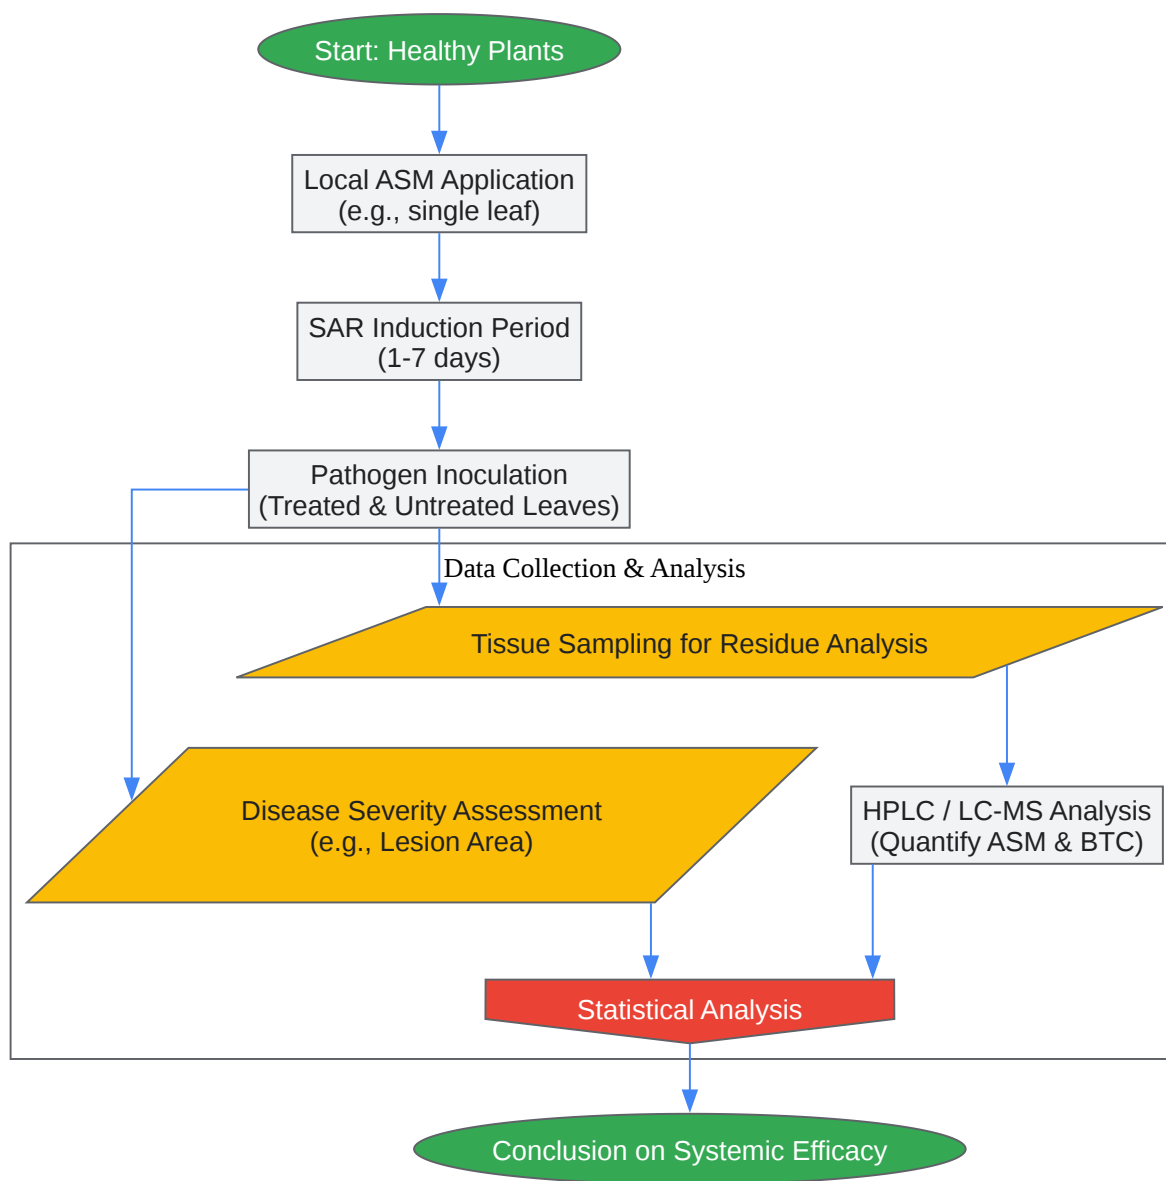 Start: Healthy Plants
Local ASM Application
(e.g., single leaf)
SAR Induction Period
(1-7 days)
Pathogen Inoculation
(Treated & Untreated Leaves)
Data Collection & Analysis
Tissue Sampling for Residue Analysis
Disease Severity Assessment
(e.g., Lesion Area)
HPLC / LC-MS Analysis
(Quantify ASM & BTC)
Statistical Analysis
Conclusion on Systemic Efficacy